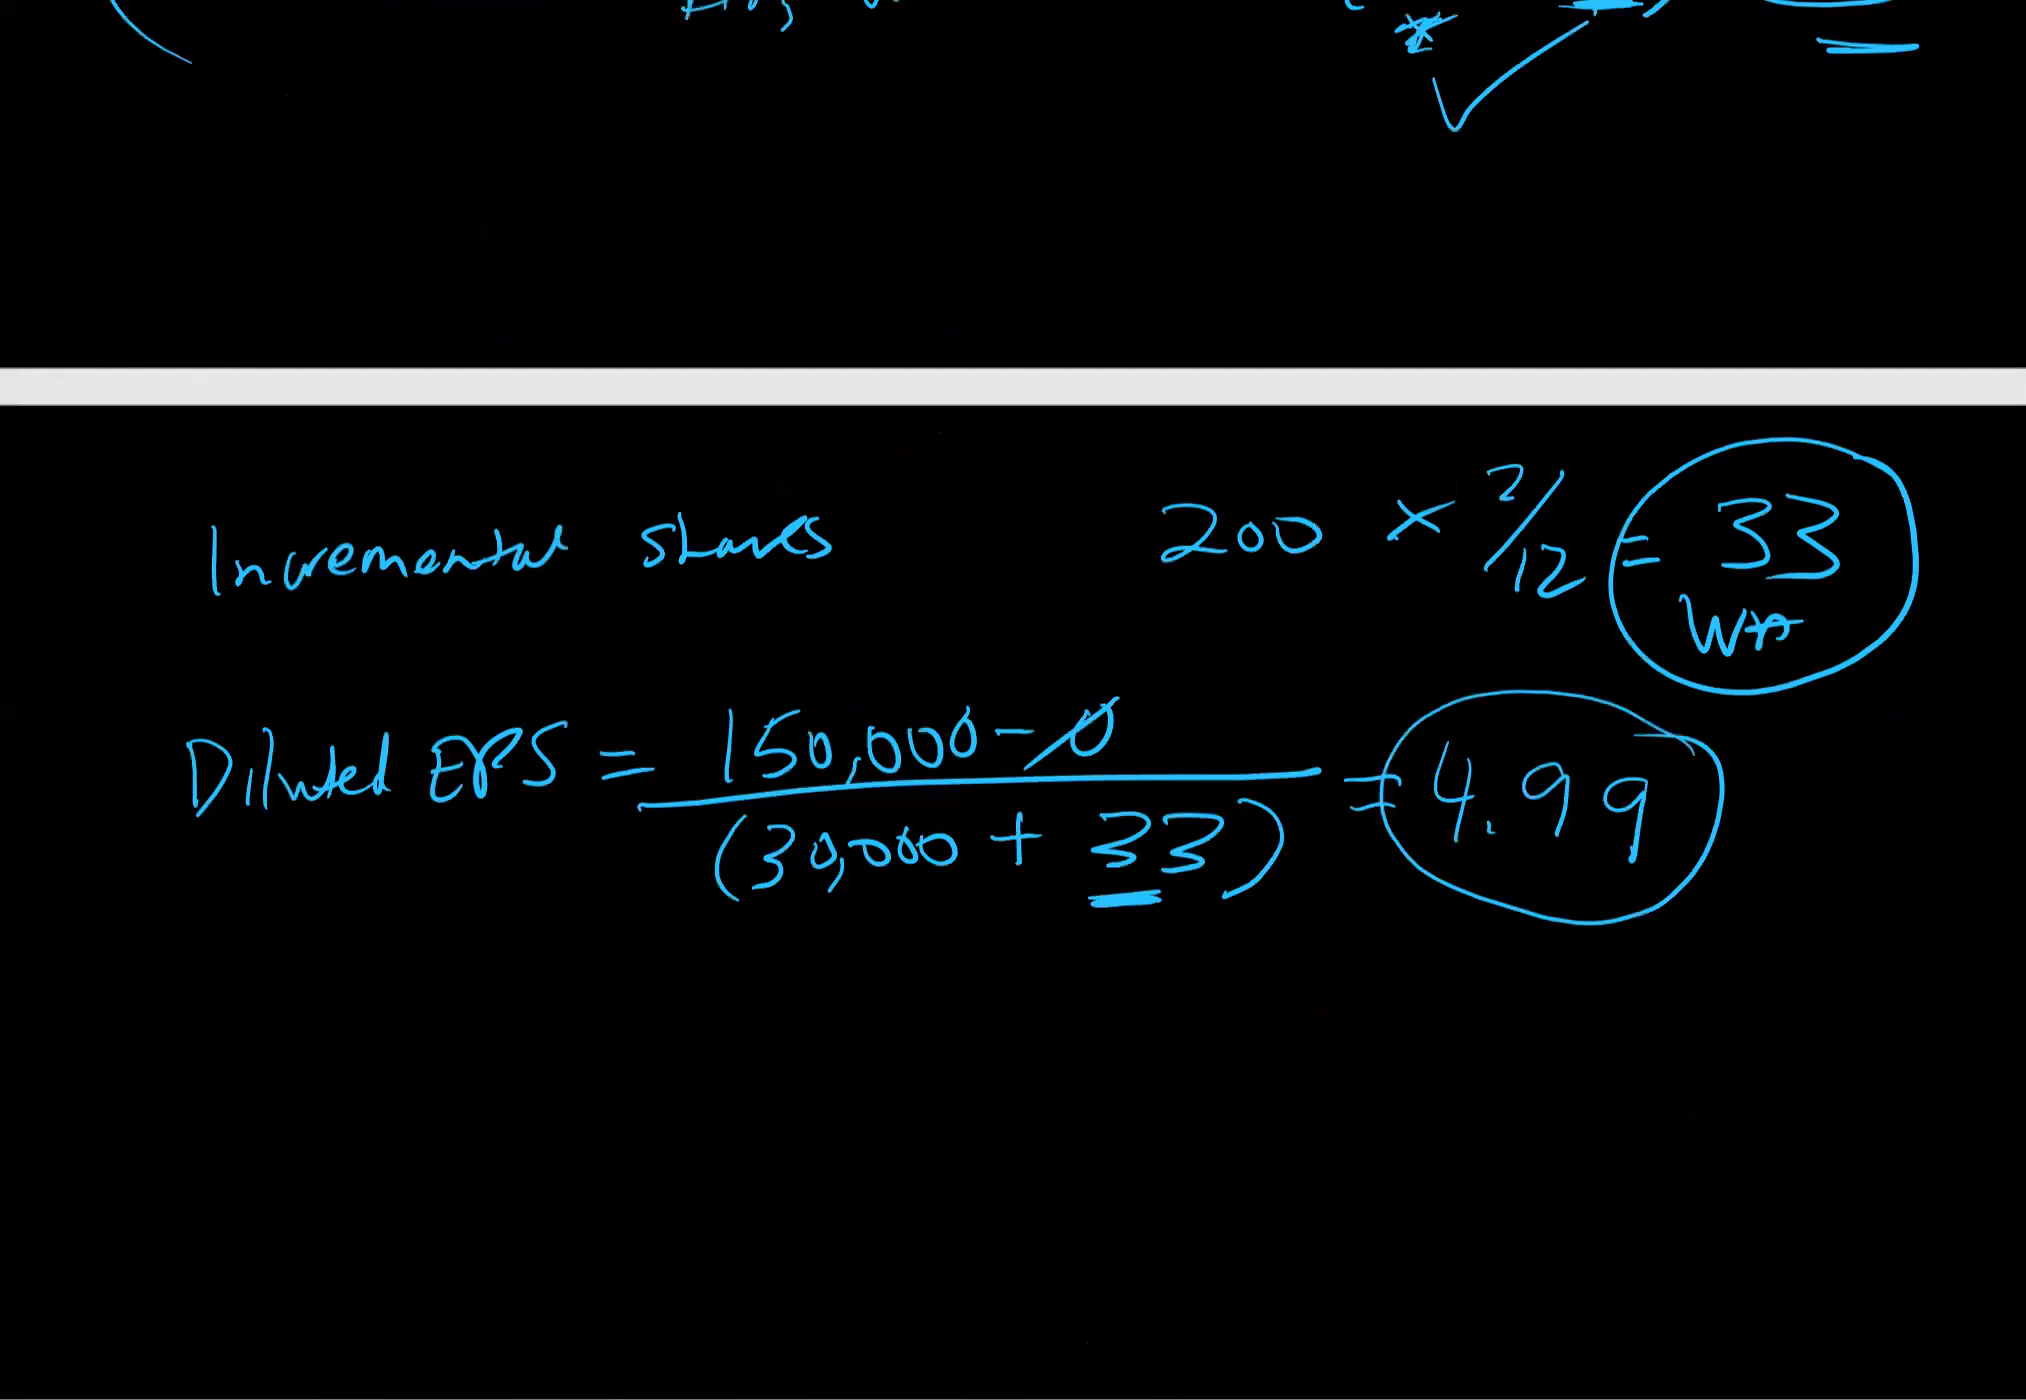 Incremental shares 200 × 2/12 = 33
WA
Diluted EPS = 150,000 - 0 / (30,000 + 33) = 4.99